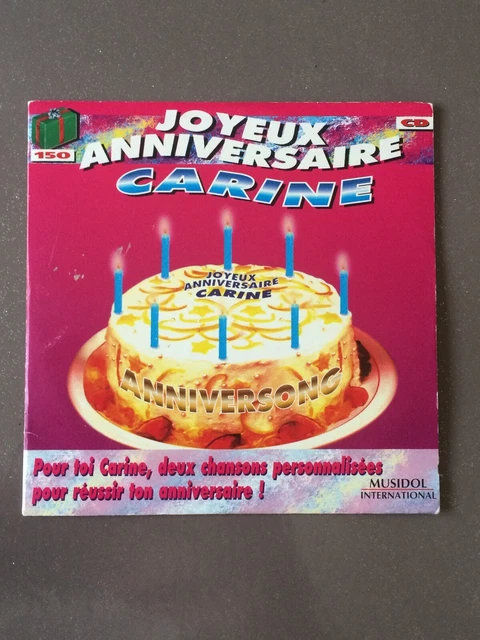 JOYEUX
CD
150
ANNIVERSAIRE
CARINE
JOYEUX
ANNIVERSAIRE
CARINE
ANNIVERSONG
Pour toi Carine, deux chansons personnalisées
pour réussir ton anniversaire !
MUSIDOL
INTERNATIONAL